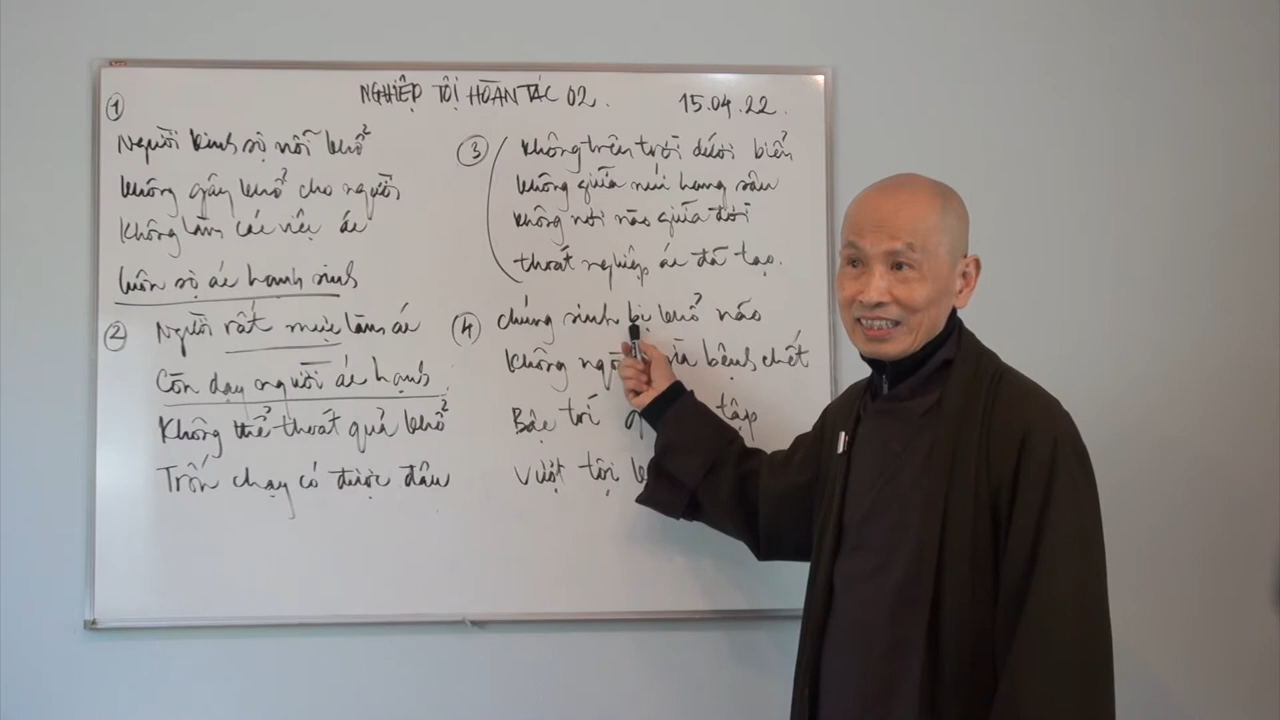 NGHIỆP TỘI HOÀN TÁC 02.
15.04.22.
①
Người kinh sợ nỗi khổ
không gây khổ cho người
Không làm các việc ác
luôn sợ ác hạnh sinh
②
Người rất mực làm ác
Còn dạy người ác hạnh
Không thể thoát quả khổ
Trốn chạy có được đâu
③
không trên trời dưới biển
không giữa núi hang sâu
không nơi nào giữa đời
thoát nghiệp ác đã tạo.
④
chúng sinh bị khổ não
không già bệnh chết
Bậc trí tập
Vượt tội